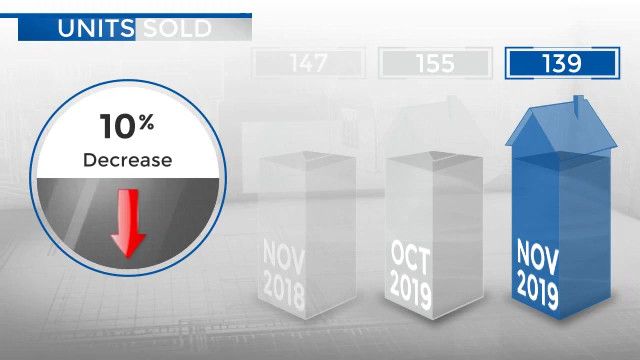 UNITS SOLD
147
155
139
10%
Decrease
NOV
2018
OCT
2019
NOV
2019